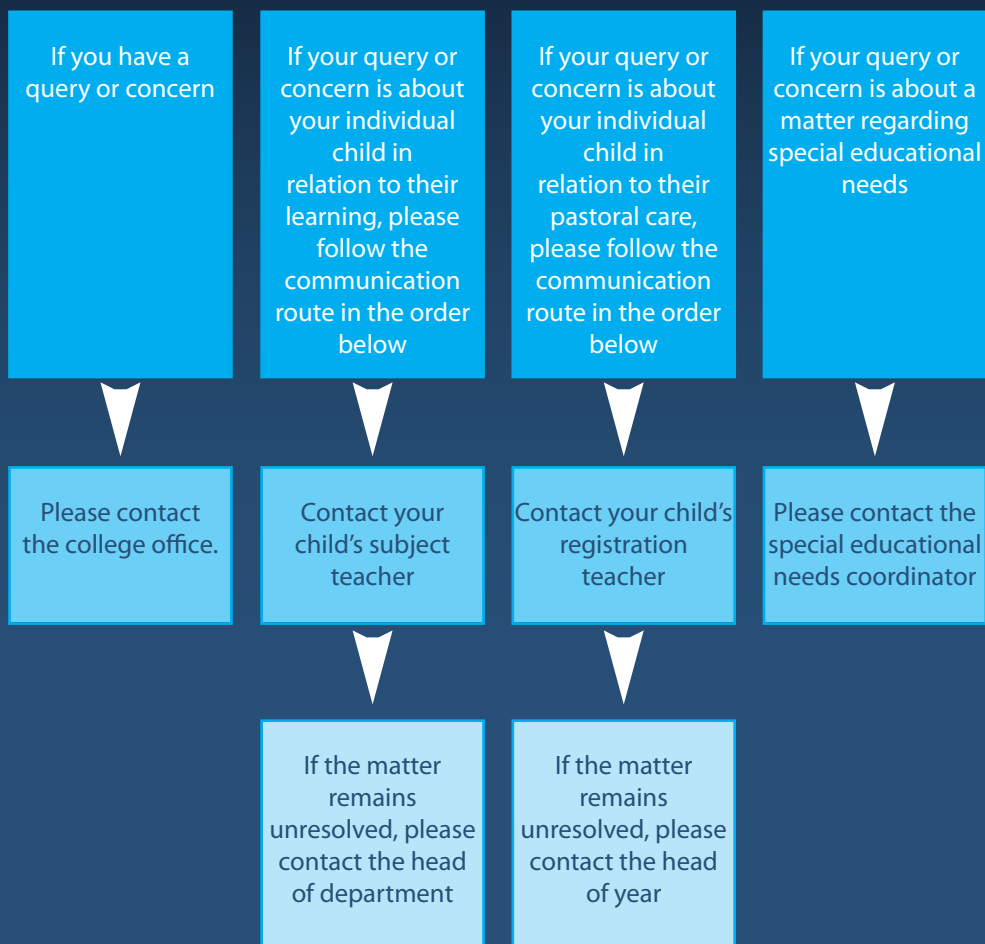 If you have a
query or concern
If your query or
concern is about
your individual
child in
relation to their
learning, please
follow the
communication
route in the order
below
If your query or
concern is about
your individual
child in
relation to their
pastoral care,
please follow the
communication
route in the order
below
If your query or
concern is about a
matter regarding
special educational
needs
Please contact
the college office.
Contact your
child’s subject
teacher
Contact your child’s
registration
teacher
Please contact the
special educational
needs coordinator
If the matter
remains
unresolved, please
contact the head
of department
If the matter
remains
unresolved, please
contact the head
of year